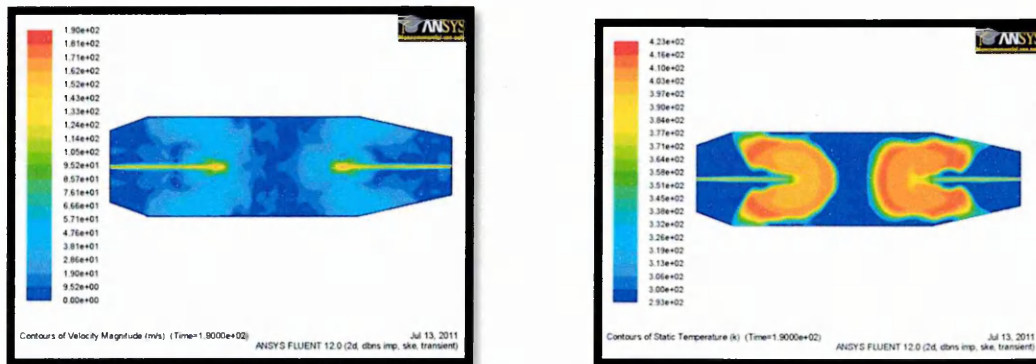 ANSYS
1.90e+02
1.81e+02
1.71e+02
1.62e+02
1.52e+02
1.43e+02
1.33e+02
1.24e+02
1.14e+02
1.05e+02
9.52e+01
8.57e+01
7.61e+01
6.66e+01
5.71e+01
4.76e+01
3.81e+01
2.86e+01
1.90e+01
9.52e+00
0.00e+00
Contours of Velocity Magnitude (m/s) (Time=1.8000e+02)
Jul 13, 2011
ANSYS FLUENT 12.0 (2d, dbns imp, ske, transient)
ANSYS
4.23e+02
4.16e+02
4.10e+02
4.03e+02
3.97e+02
3.90e+02
3.84e+02
3.77e+02
3.71e+02
3.64e+02
3.58e+02
3.51e+02
3.45e+02
3.38e+02
3.32e+02
3.26e+02
3.19e+02
3.13e+02
3.06e+02
3.00e+02
2.93e+02
Contours of Static Temperature (k) (Time=1.9000e+02)
Jul 13, 2011
ANSYS FLUENT 12.0 (2d, dbns imp, ske, transient)